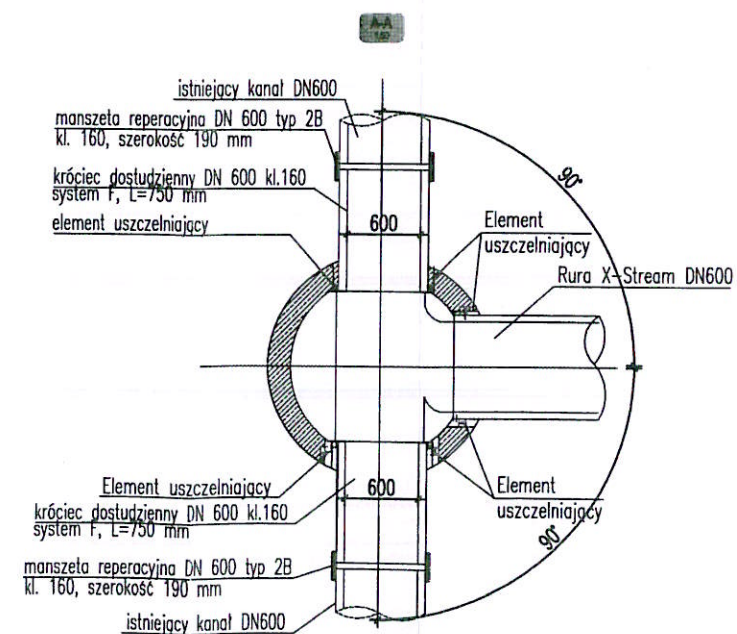 A-A
1:50
istniejący kanał DN600
manszeta reperacyjna DN 600 typ 2B
kl. 160, szerokość 190 mm
króciec dostudzienny DN 600 kl.160
system F, L=750 mm
element uszczelniający
600
Element
uszczelniający
90°
Rura X-Stream DN600
Element uszczelniający
króciec dostudzienny DN 600 kl.160
system F, L=750 mm
600
Element
uszczelniający
90°
manszeta reperacyjna DN 600 typ 2B
kl. 160, szerokość 190 mm
istniejący kanał DN600